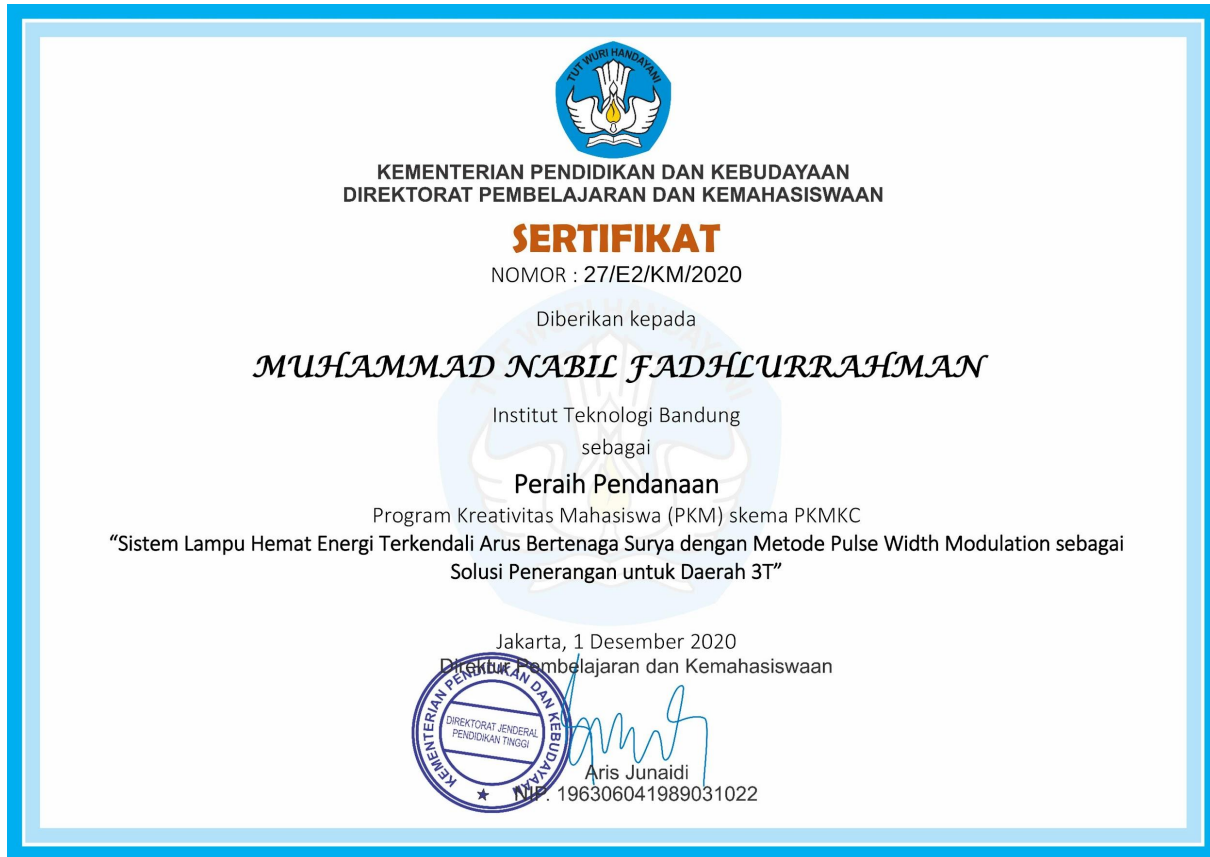 TUT WURI HANDAYANI
KEMENTERIAN PENDIDIKAN DAN KEBUDAYAAN
DIREKTORAT PEMBELAJARAN DAN KEMAHASISWAAN
SERTIFIKAT
NOMOR : 27/E2/KM/2020
Diberikan kepada
MUHAMMAD NABIL FADHLURRAHMAN
Institut Teknologi Bandung
sebagai
Peraih Pendanaan
Program Kreativitas Mahasiswa (PKM) skema PKMKC
“Sistem Lampu Hemat Energi Terkendali Arus Bertenaga Surya dengan Metode Pulse Width Modulation sebagai
Solusi Penerangan untuk Daerah 3T”
Jakarta, 1 Desember 2020
Direktur Pembelajaran dan Kemahasiswaan
KEMENTERIAN PENDIDIKAN DAN KEBUDAYAAN
DIREKTORAT JENDERAL
PENDIDIKAN TINGGI
Aris Junaidi
NIP. 196306041989031022